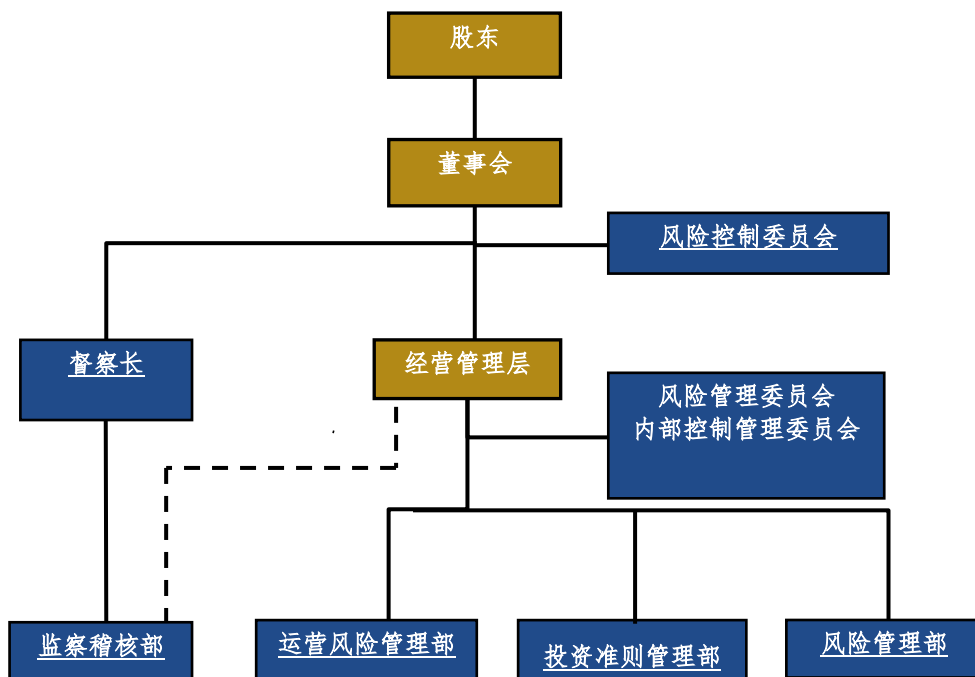 股东
董事会
风险控制委员会
督察长
经营管理层
风险管理委员会
内部控制管理委员会
监察稽核部
运营风险管理部
投资准则管理部
风险管理部